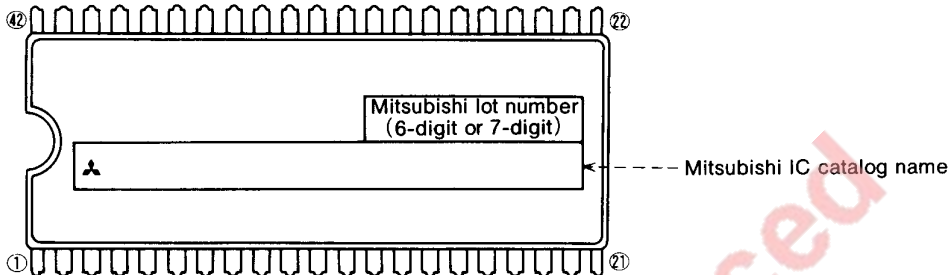 ㊷ ㉒
Mitsubishi lot number
(6-digit or 7-digit)
Mitsubishi IC catalog name
① ㉑